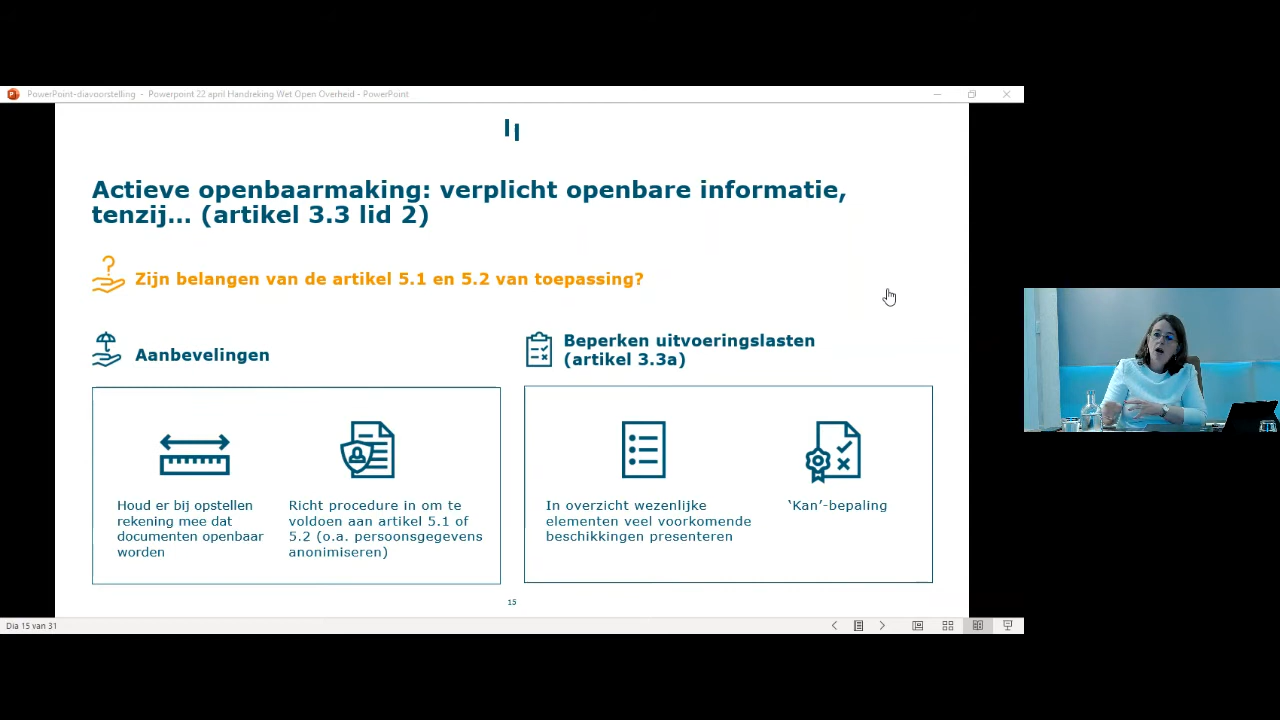 PowerPoint-diavoorstelling - Powerpoint 22 april Handreking Wet Open Overheid - PowerPoint
Actieve openbaarmaking: verplicht openbare informatie,
tenzij... (artikel 3.3 lid 2)
Zijn belangen van de artikel 5.1 en 5.2 van toepassing?
Aanbevelingen
Houd er bij opstellen
rekening mee dat
documenten openbaar
worden
Richt procedure in om te
voldoen aan artikel 5.1 of
5.2 (o.a. persoonsgegevens
anonimiseren)
Beperken uitvoeringslasten
(artikel 3.3a)
In overzicht wezenlijke
elementen veel voorkomende
beschikkingen presenteren
‘Kan’-bepaling
15
Dia 15 van 31